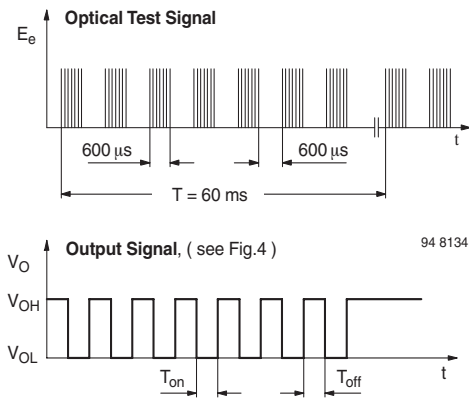 Optical Test Signal
Ee
600 μs
600 μs
t
T = 60 ms
Output Signal, ( see Fig.4 )
94 8134
VO
VOH
VOL
Ton
Toff
t